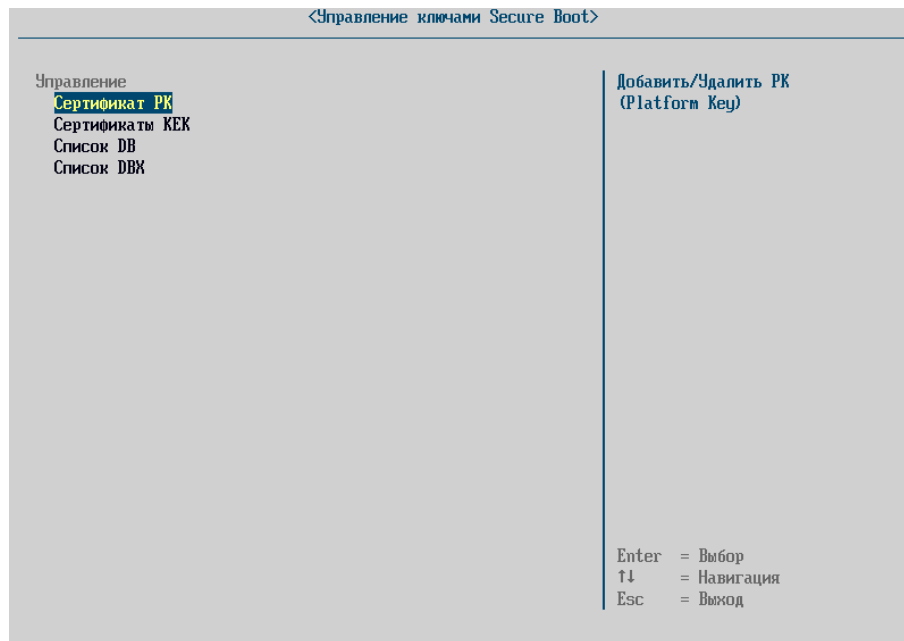 <Управление ключами Secure Boot>
Управление
Сертификат PK
Сертификаты KEK
Список DB
Список DBX
Добавить/Удалить PK
(Platform Key)
Enter = Выбор
↑↓ = Навигация
Esc = Выход